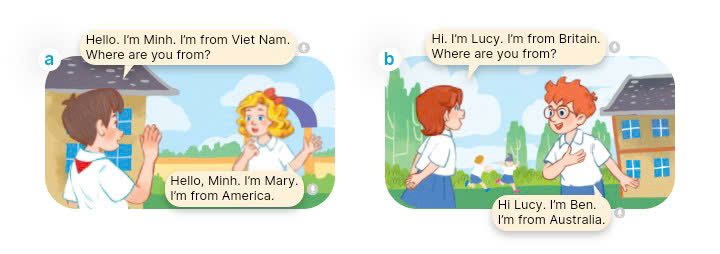 a
Hello. I'm Minh. I'm from Viet Nam.
Where are you from?
Hello, Minh. I'm Mary.
I'm from America.
b
Hi. I'm Lucy. I'm from Britain.
Where are you from?
Hi Lucy. I'm Ben.
I'm from Australia.